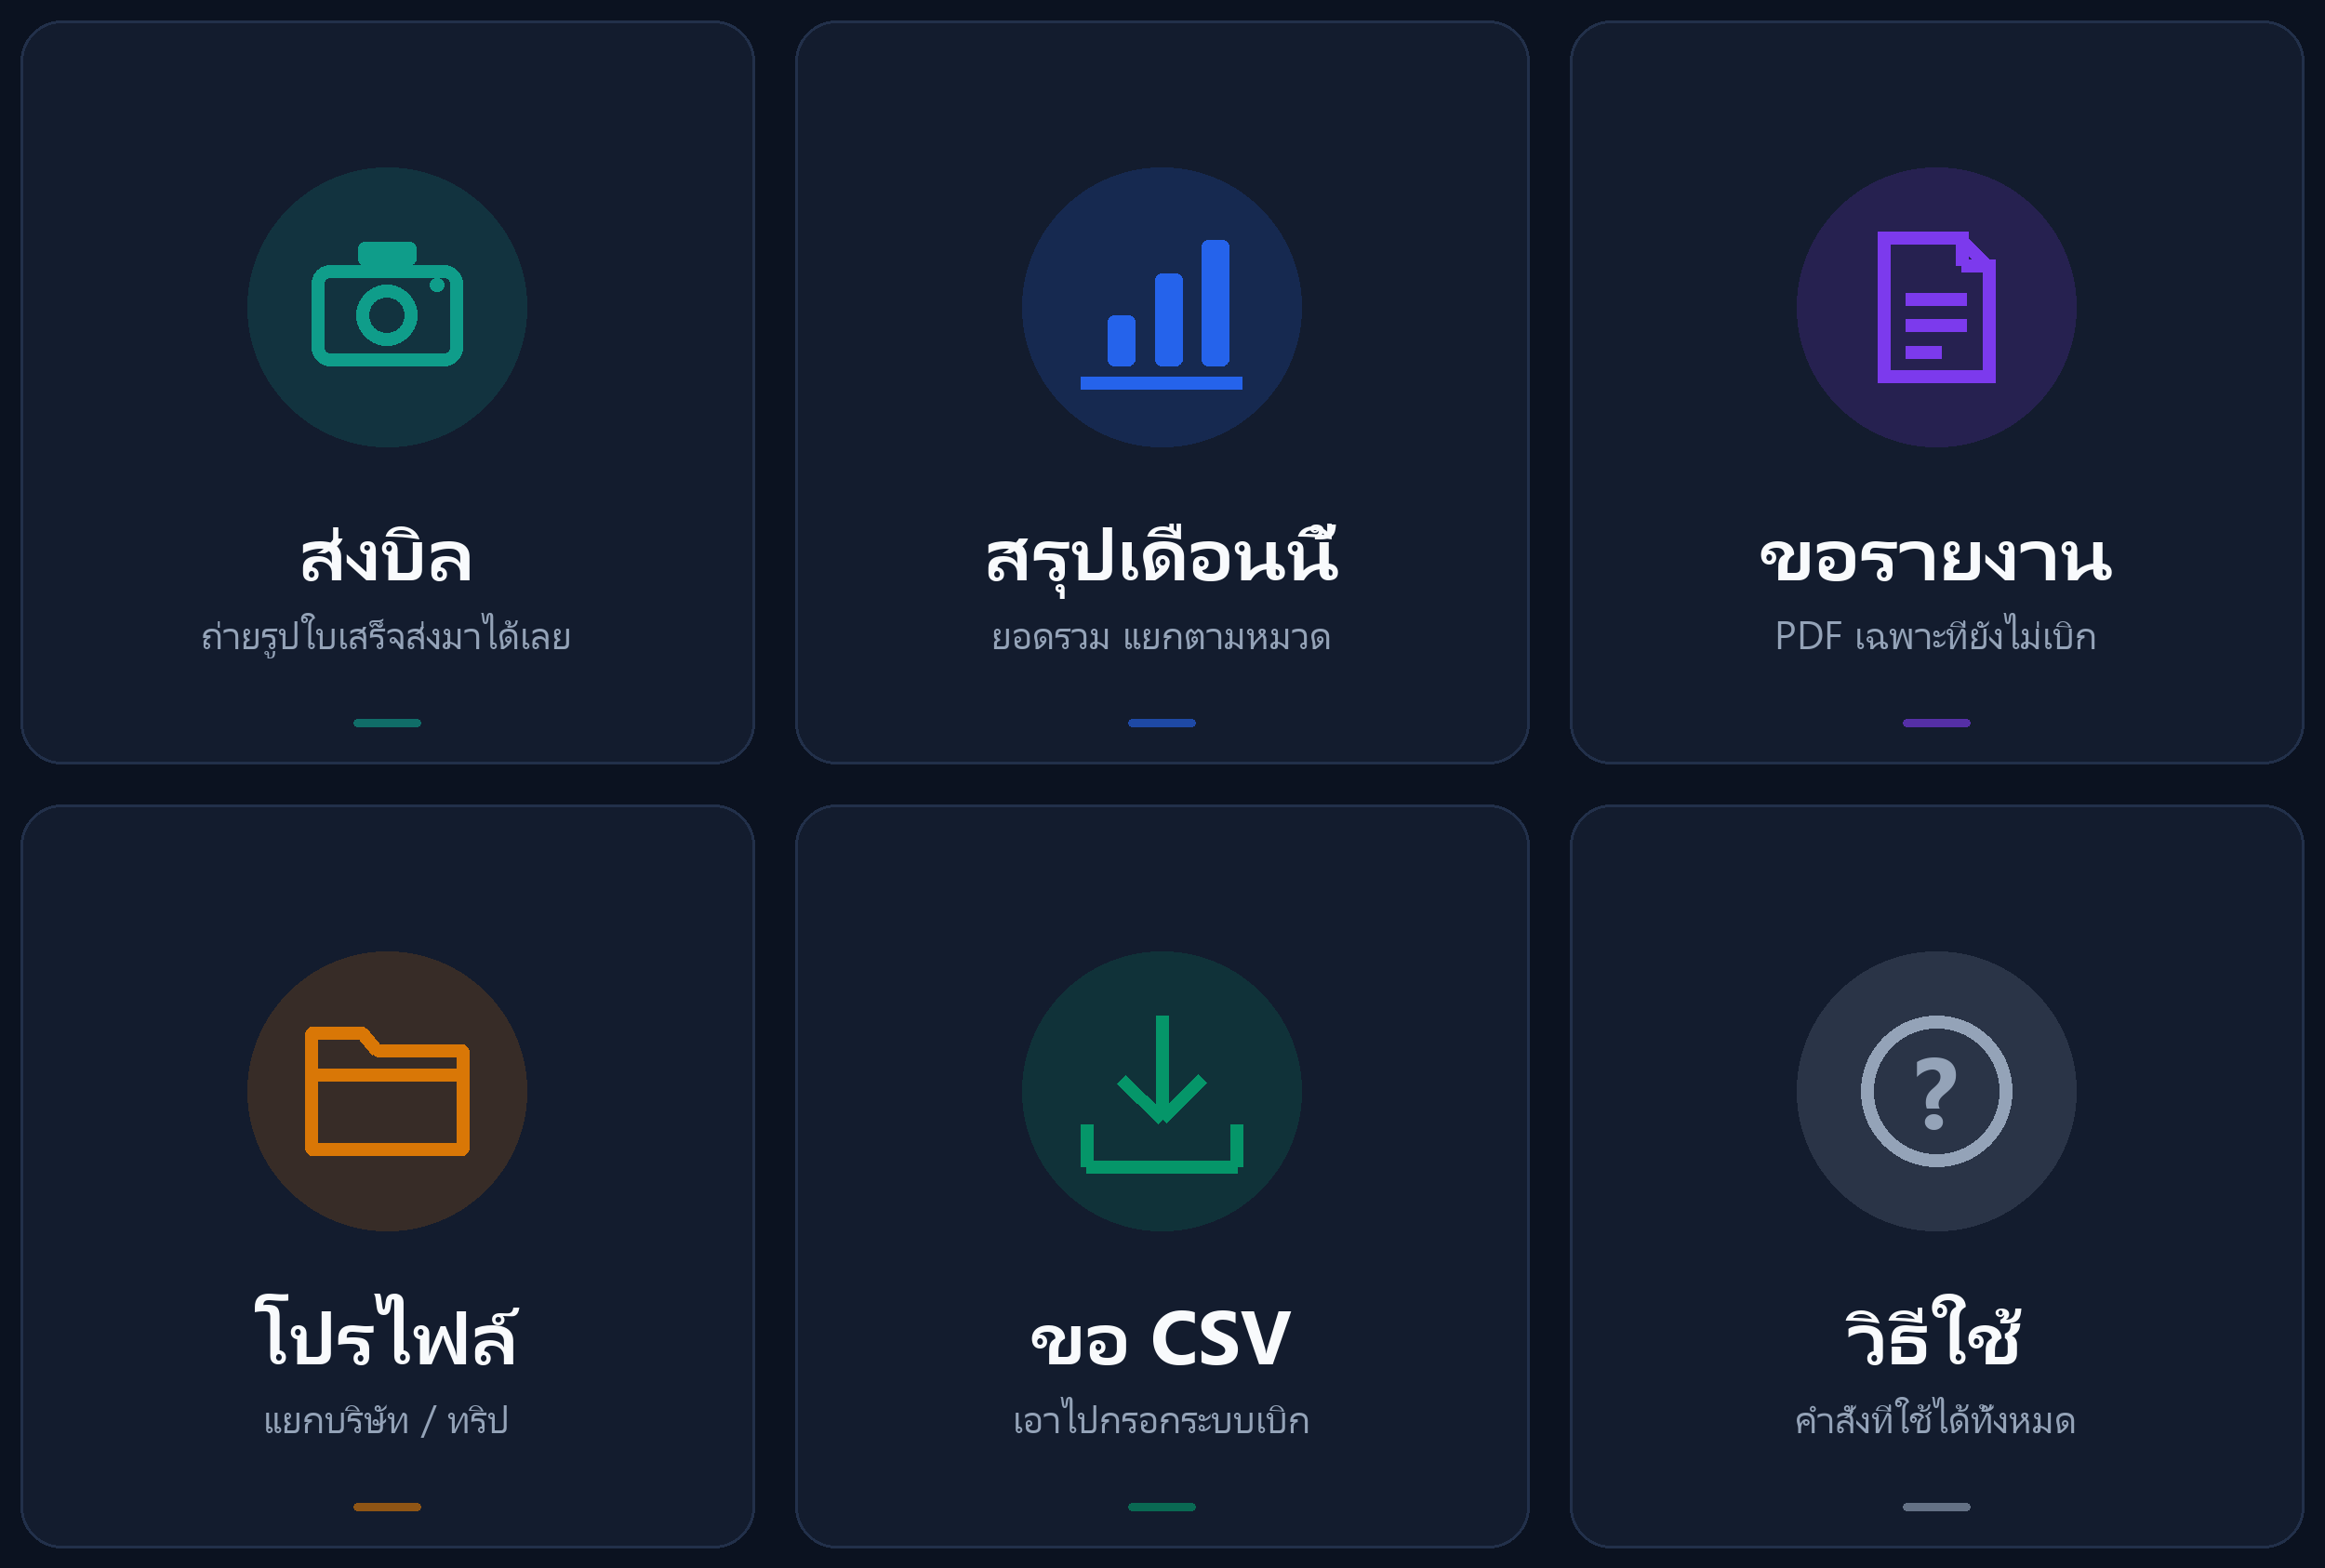 ส่งบิล
ถ่ายรูปใบเสร็จส่งมาได้เลย
สรุปเดือนนี้
ยอดรวม แยกตามหมวด
ขอรายงาน
PDF เฉพาะที่ยังไม่เบิก
โปรไฟล์
แยกบริษัท / ทริป
ขอ CSV
เอาไปกรอกระบบเบิก
?
วิธีใช้
คำสั่งที่ใช้ได้ทั้งหมด